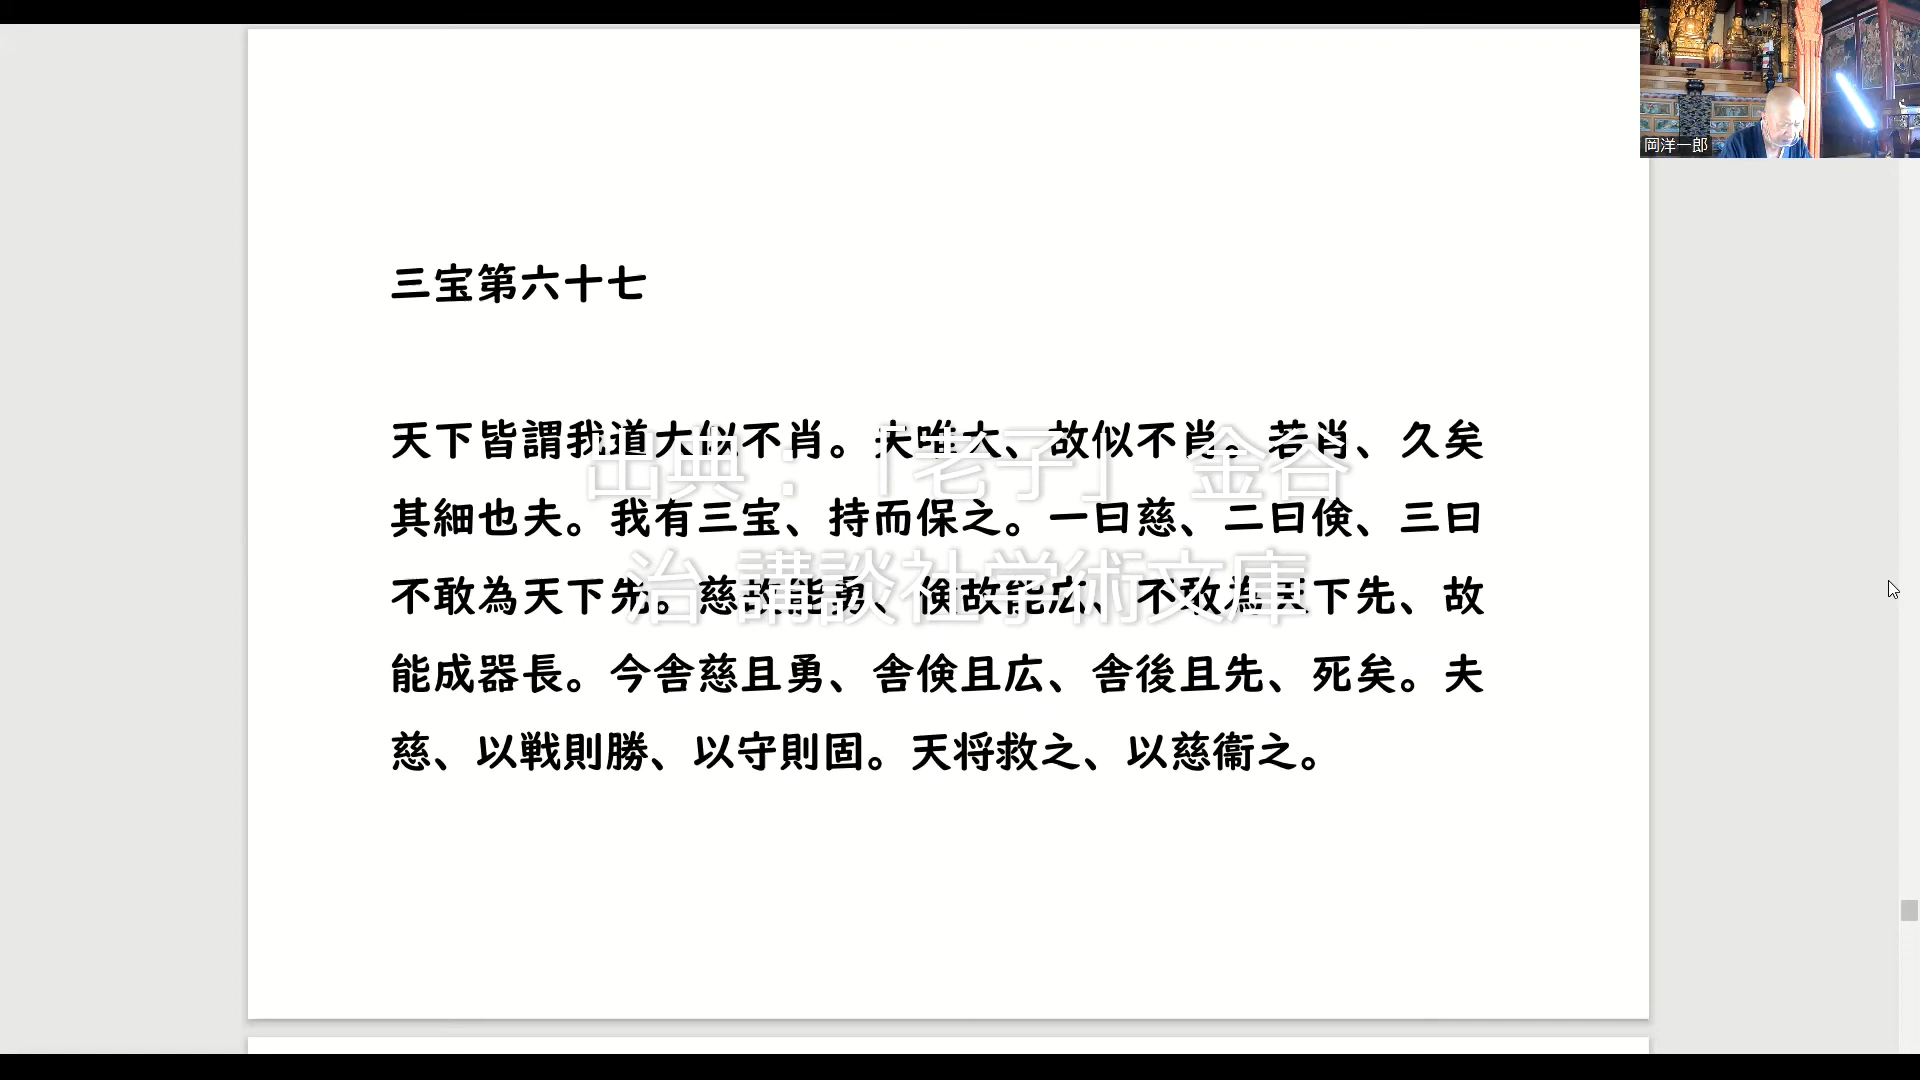 岡洋一郎
三宝第六十七
天下皆謂我道大似不肖。夫唯大、故似不肖。若肖、久矣
其細也夫。我有三宝、持而保之。一曰慈、二曰倹、三曰
不敢為天下先。慈故能勇、倹故能広、不敢為天下先、故
能成器長。今舎慈且勇、舎倹且広、舎後且先、死矣。夫
慈、以戦則勝、以守則固。天将救之、以慈衞之。
出典：「老子」 金谷
治 講談社学術文庫